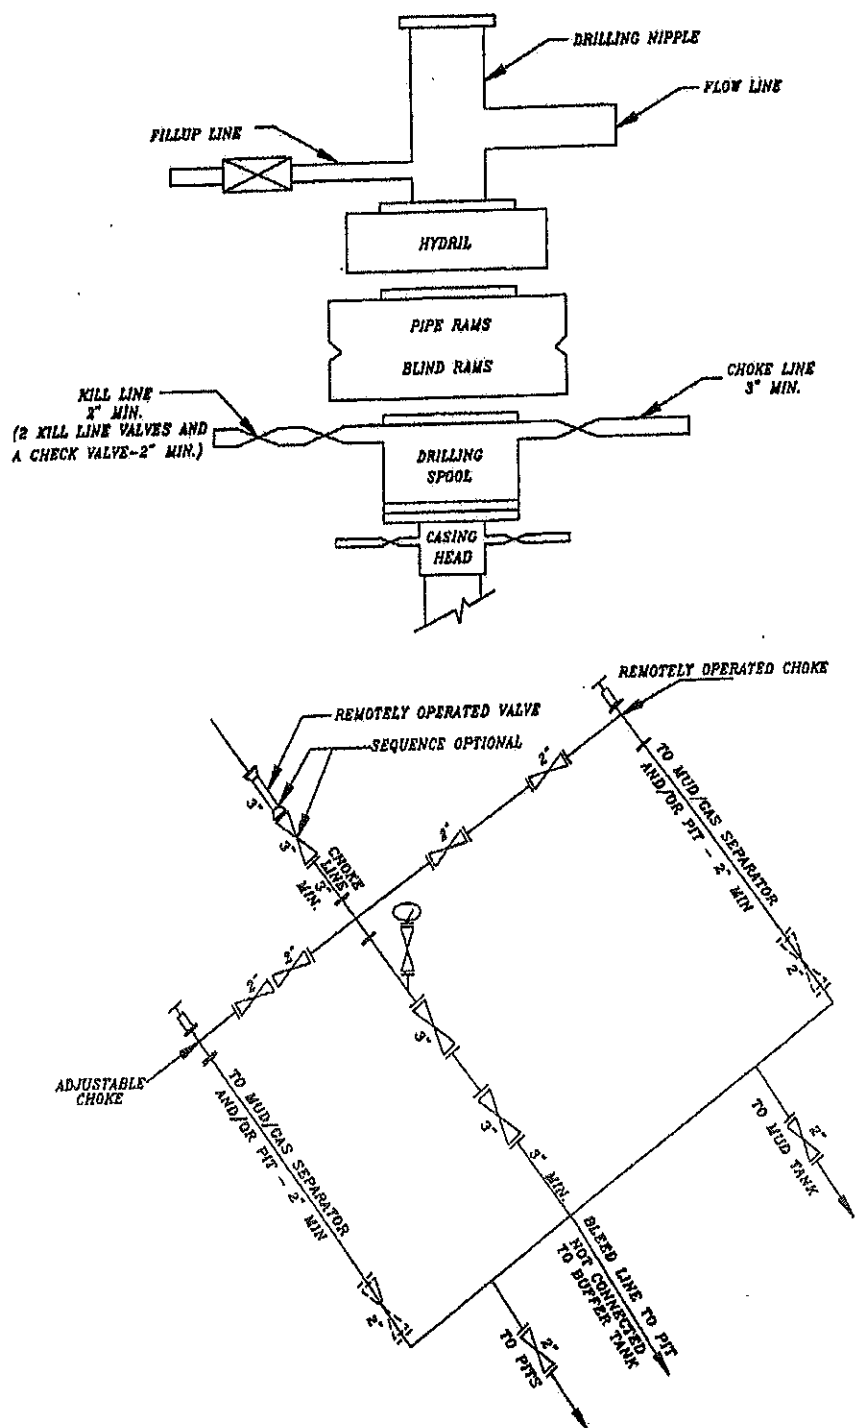 DRILLING NIPPLE
FLOW LINE
FILLUP LINE
HYDRIL
PIPE RAMS
BLIND RAMS
KILL LINE
2" MIN.
(2 KILL LINE VALVES AND
A CHECK VALVE-2" MIN.)
CHOKE LINE
3" MIN.
DRILLING
SPOOL
CASING
HEAD
REMOTELY OPERATED CHOKE
REMOTELY OPERATED VALVE
SEQUENCE OPTIONAL
3"
3"
CHOKE
LINE
3"
MIN.
2"
2"
TO MUD/GAS SEPARATOR
AND/OR PIT - 2" MIN
2"
2"
2"
3"
ADJUSTABLE
CHOKE
TO MUD/GAS SEPARATOR
AND/OR PIT - 2" MIN
2"
3"
3" MIN.
2"
TO MUD TANK
BLEED LINE TO PIT
NOT CONNECTED
TO BUFFER TANK
2"
TO PITS